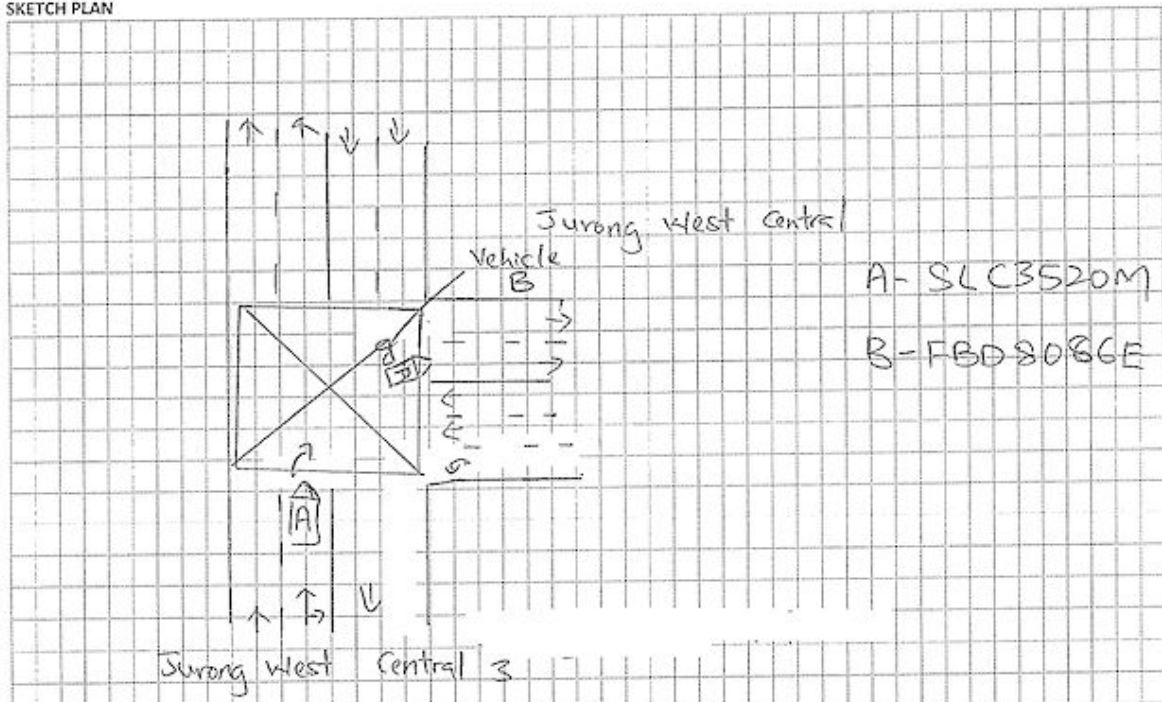 SKETCH PLAN
Jurong West Central
Vehicle
B
A- SLC3520M
B-FBD8086E
A
Jurong West Central 3